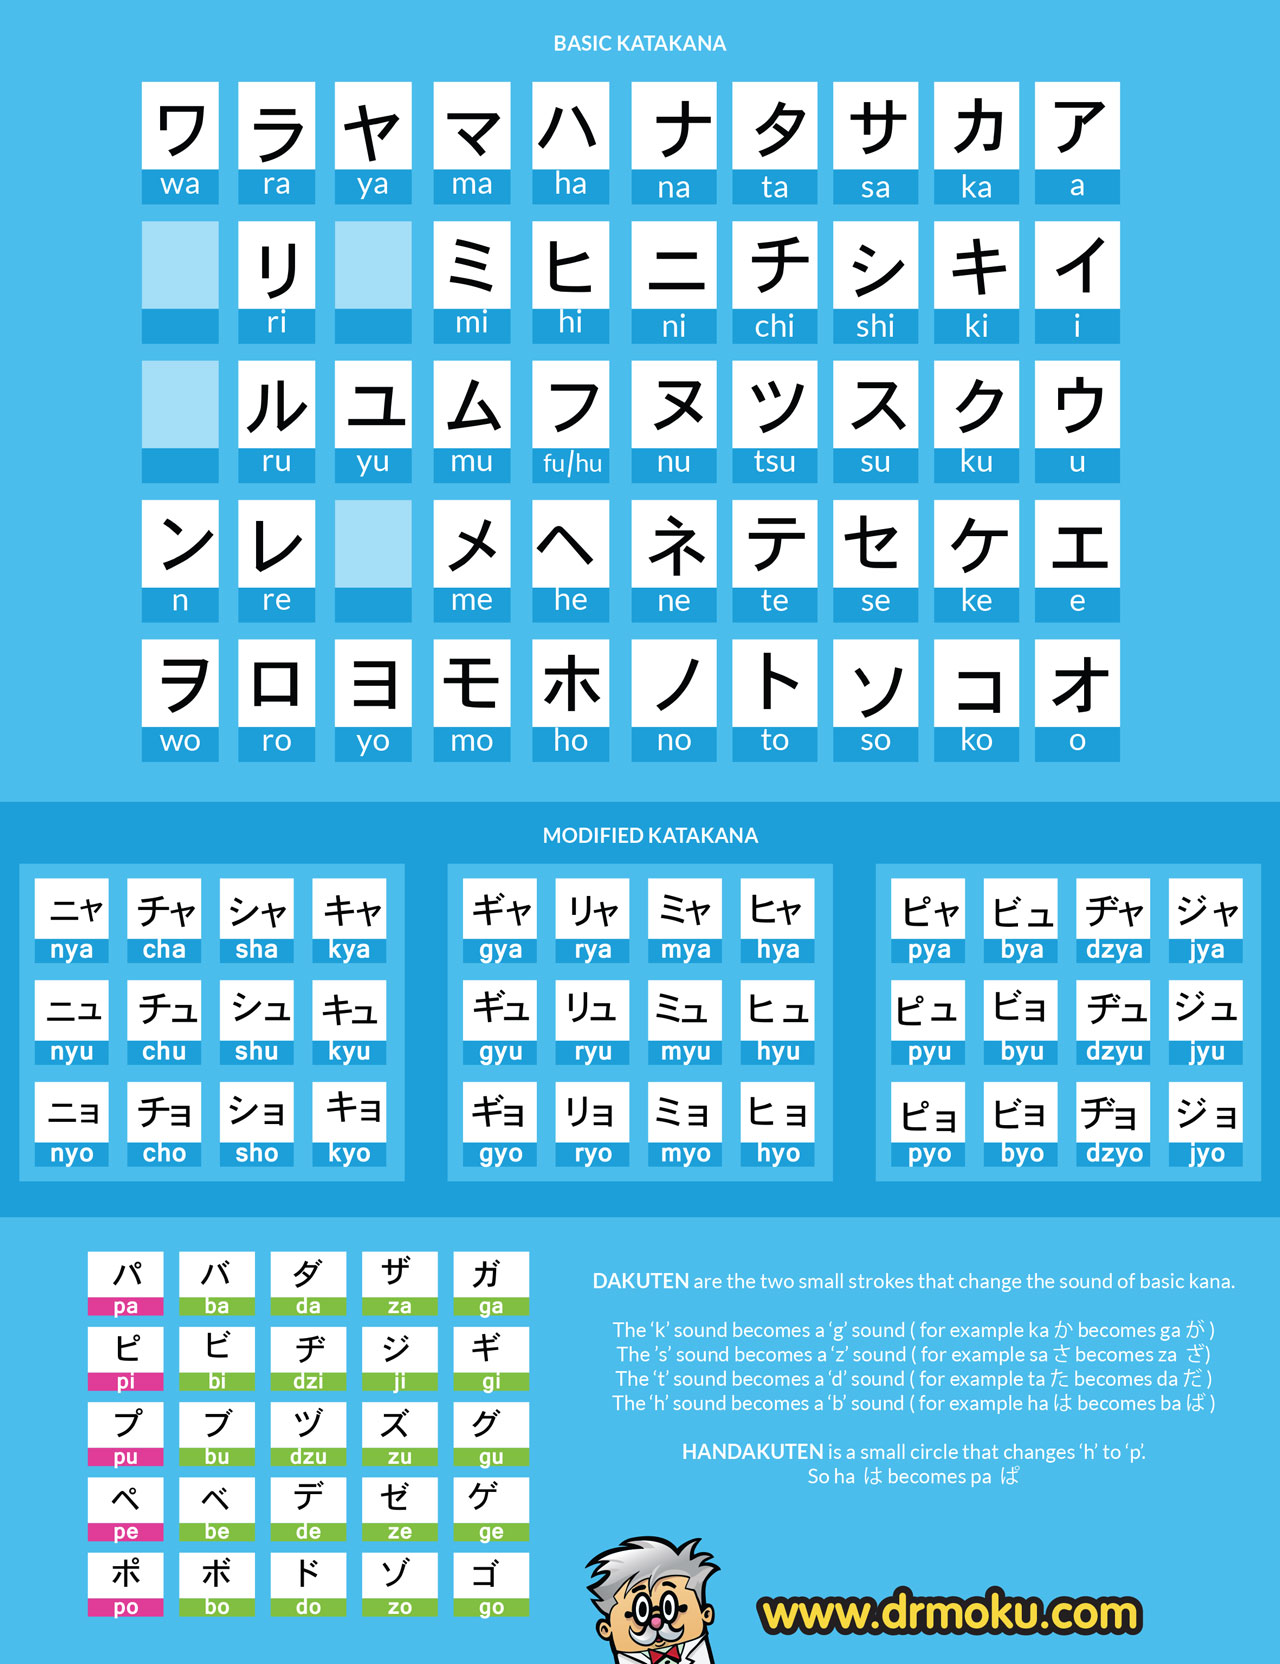 BASIC KATAKANA
ワ ラ ヤ マ ハ ナ タ サ カ ア
wa ra ya ma ha na ta sa ka a
リ ミ ヒ ニ チ シ キ イ
ri mi hi ni chi shi ki i
ル ユ ム フ ヌ ツ ス ク ウ
ru yu mu fu/hu nu tsu su ku u
ン レ メ ヘ ネ テ セ ケ エ
n re me he ne te se ke e
ヲ ロ ヨ モ ホ ノ ト ソ コ オ
wo ro yo mo ho no to so ko o
MODIFIED KATAKANA
ニャ チャ シャ キャ ギャ リャ ミャ ヒャ ピャ ビュ ヂャ ジャ
nya cha sha kya gya rya mya hya pya bya dzya jya
ニュ チュ シュ キュ ギュ リュ ミュ ヒュ ピュ ビョ ヂュ ジュ
nyu chu shu kyu gyu ryu myu hyu pyu byu dzyu jyu
ニョ チョ ショ キョ ギョ リョ ミョ ヒョ ピョ ビョ ヂョ ジョ
nyo cho sho kyo gyo ryo myo hyo pyo byo dzyo jyo
パ バ ダ ザ ガ
pa ba da za ga
ピ ビ ヂ ジ ギ
pi bi dzi ji gi
プ ブ ヅ ズ グ
pu bu dzu zu gu
ペ ベ デ ゼ ゲ
pe be de ze ge
ポ ボ ド ゾ ゴ
po bo do zo go
DAKUTEN are the two small strokes that change the sound of basic kana.
The ‘k’ sound becomes a ‘g’ sound ( for example ka か becomes ga が )
The ’s’ sound becomes a ‘z’ sound ( for example sa さ becomes za ざ)
The ‘t’ sound becomes a ‘d’ sound ( for example ta た becomes da だ )
The ‘h’ sound becomes a ‘b’ sound ( for example ha は becomes ba ば )
HANDAKUTEN is a small circle that changes ‘h’ to ‘p’.
So ha は becomes pa ぱ
www.drmoku.com